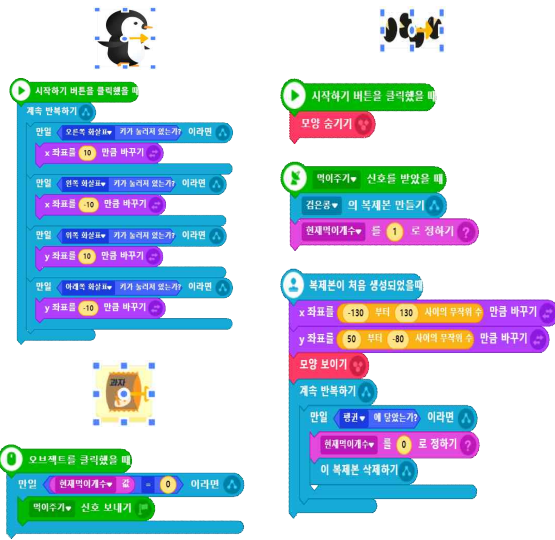 시작하기 버튼을 클릭했을 때
계속 반복하기
만일 오른쪽 화살표▼ 키가 눌러져 있는가? 이라면
x 좌표를 10 만큼 바꾸기
만일 왼쪽 화살표▼ 키가 눌러져 있는가? 이라면
x 좌표를 -10 만큼 바꾸기
만일 위쪽 화살표▼ 키가 눌러져 있는가? 이라면
y 좌표를 10 만큼 바꾸기
만일 아래쪽 화살표▼ 키가 눌러져 있는가? 이라면
y 좌표를 -10 만큼 바꾸기
과자
오브젝트를 클릭했을 때
만일 현재먹이개수▼ 값 = 0 이라면
먹이주기▼ 신호 보내기
시작하기 버튼을 클릭했을 때
모양 숨기기
먹이주기▼ 신호를 받았을 때
검은콩▼ 의 복제본 만들기
현재먹이개수▼ 를 1 로 정하기 ?
복제본이 처음 생성되었을때
x 좌표를 -130 부터 130 사이의 무작위 수 만큼 바꾸기
y 좌표를 50 부터 -80 사이의 무작위 수 만큼 바꾸기
모양 보이기
계속 반복하기
만일 펭귄▼ 에 닿았는가? 이라면
현재먹이개수▼ 를 0 로 정하기 ?
이 복제본 삭제하기